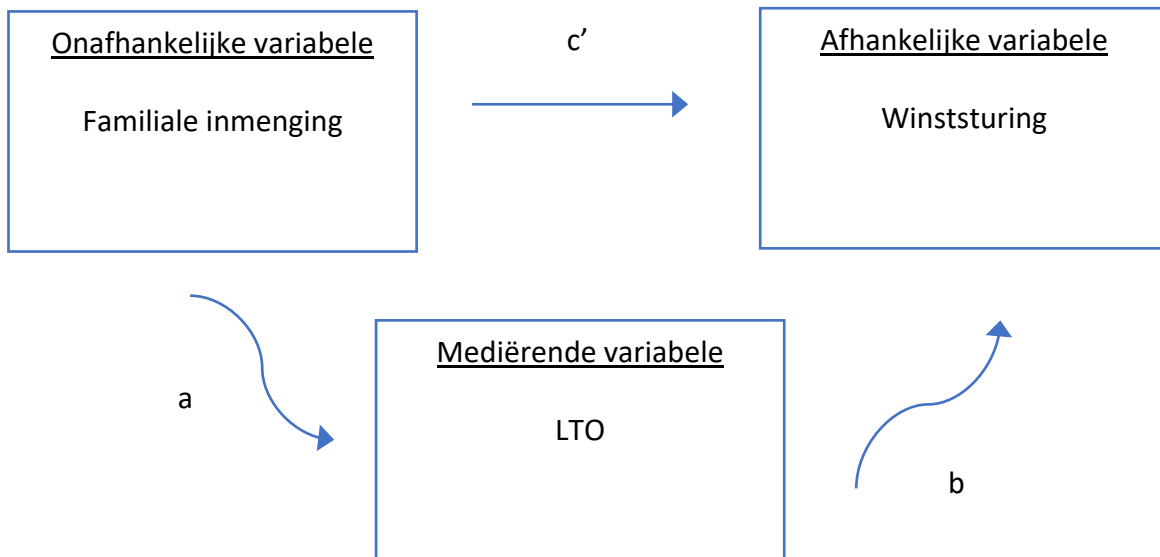 Onafhankelijke variabele
Familiale inmenging
c’
Afhankelijke variabele
Winststuring
a
Mediërende variabele
LTO
b